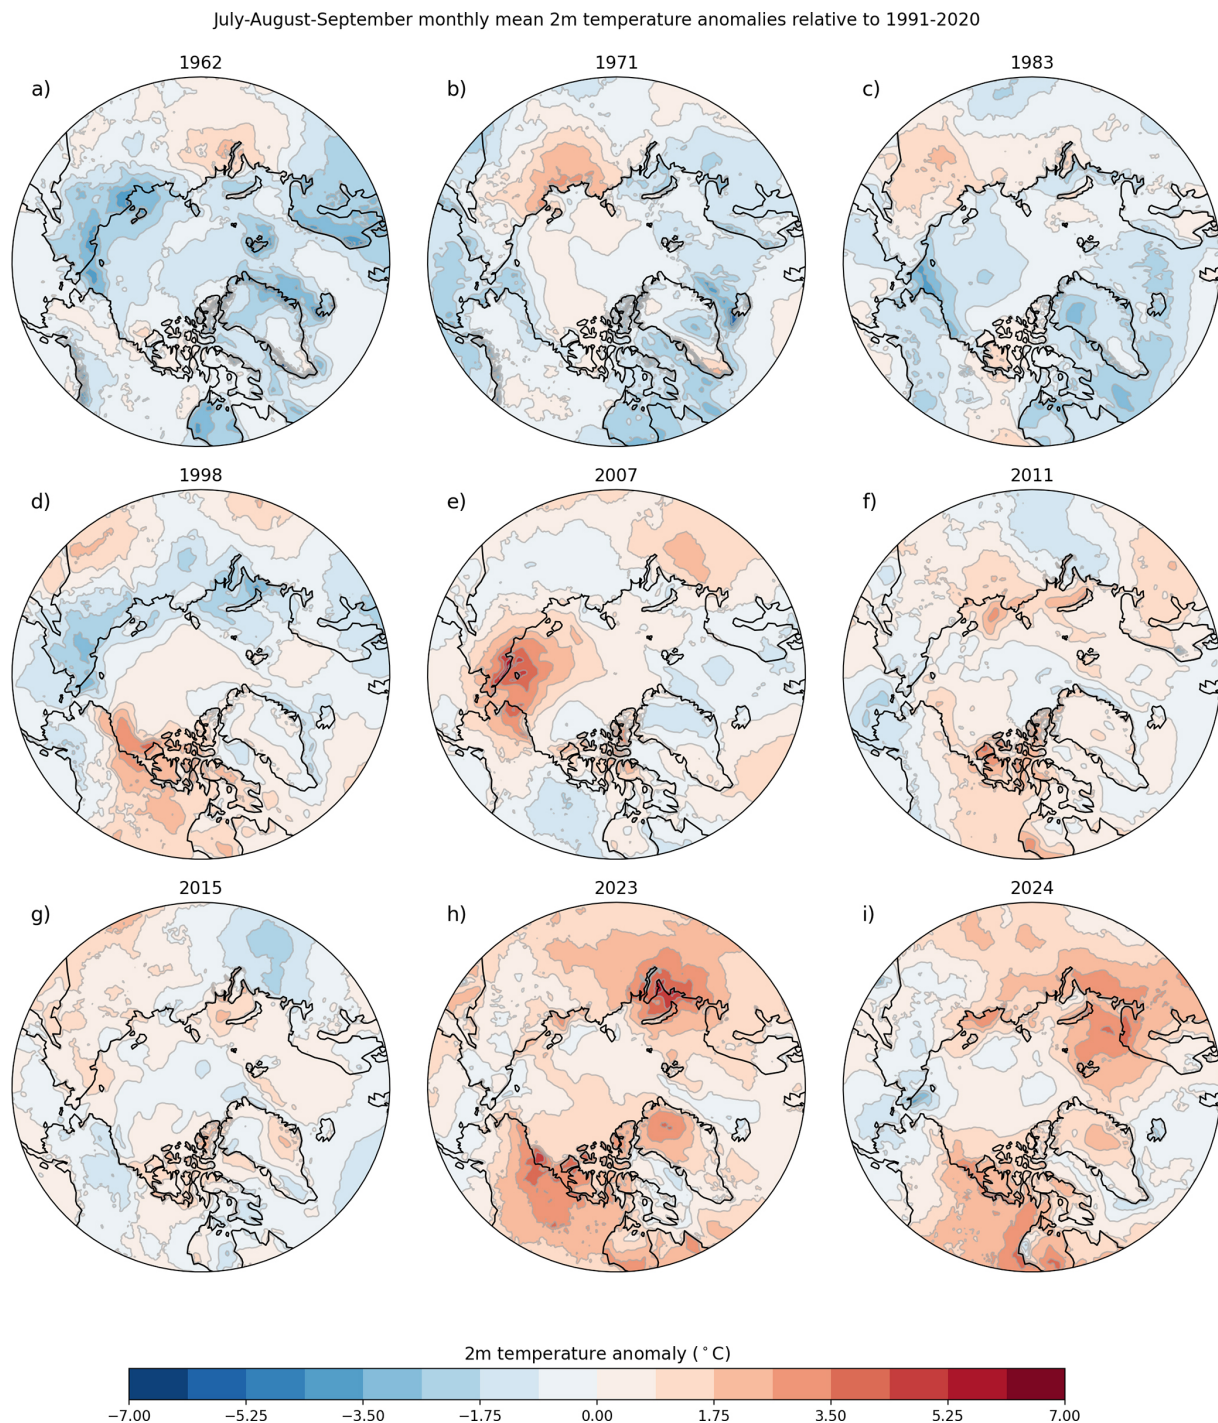 July-August-September monthly mean 2m temperature anomalies relative to 1991-2020
1962
1971
1983
a)
b)
c)
1998
2007
2011
d)
e)
f)
2015
2023
2024
g)
h)
i)
2m temperature anomaly (°C)
−7.00 −5.25 −3.50 −1.75 0.00 1.75 3.50 5.25 7.00